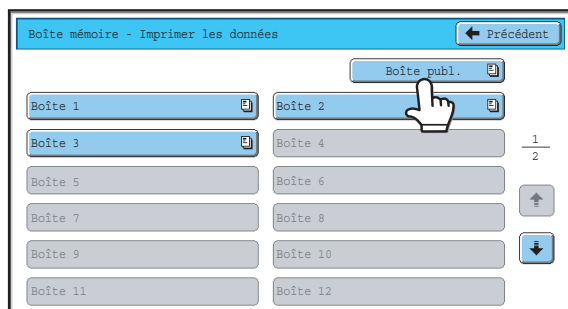 Boîte mémoire - Imprimer les données
Précédent
Boîte publ.
Boîte 1
Boîte 2
Boîte 3
Boîte 4
1
2
Boîte 5
Boîte 6
Boîte 7
Boîte 8
Boîte 9
Boîte 10
Boîte 11
Boîte 12